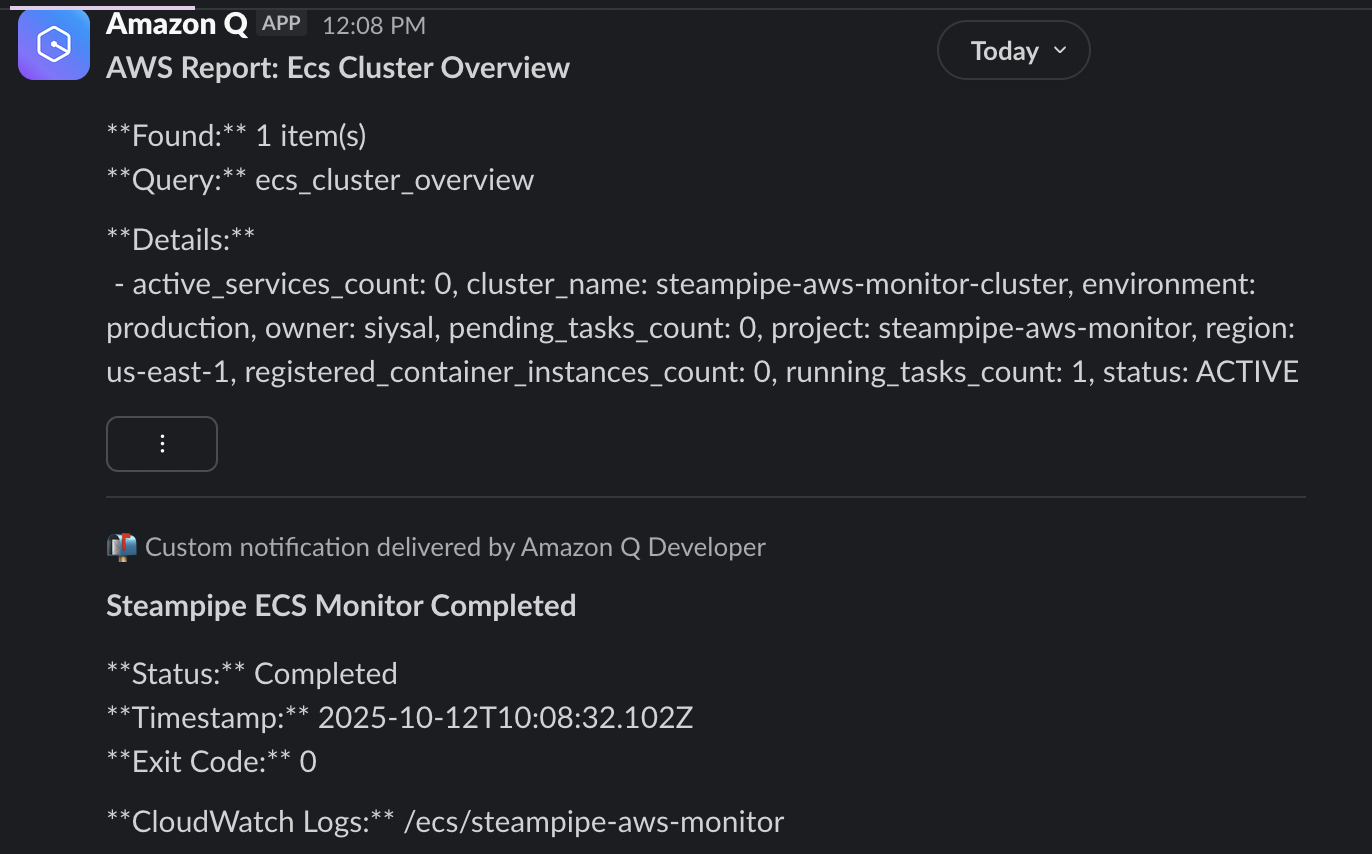 Amazon Q APP 12:08 PM
Today
AWS Report: Ecs Cluster Overview
**Found:** 1 item(s)
**Query:** ecs_cluster_overview
**Details:**
- active_services_count: 0, cluster_name: steampipe-aws-monitor-cluster, environment:
production, owner: siysal, pending_tasks_count: 0, project: steampipe-aws-monitor, region:
us-east-1, registered_container_instances_count: 0, running_tasks_count: 1, status: ACTIVE
Custom notification delivered by Amazon Q Developer
Steampipe ECS Monitor Completed
**Status:** Completed
**Timestamp:** 2025-10-12T10:08:32.102Z
**Exit Code:** 0
**CloudWatch Logs:** /ecs/steampipe-aws-monitor